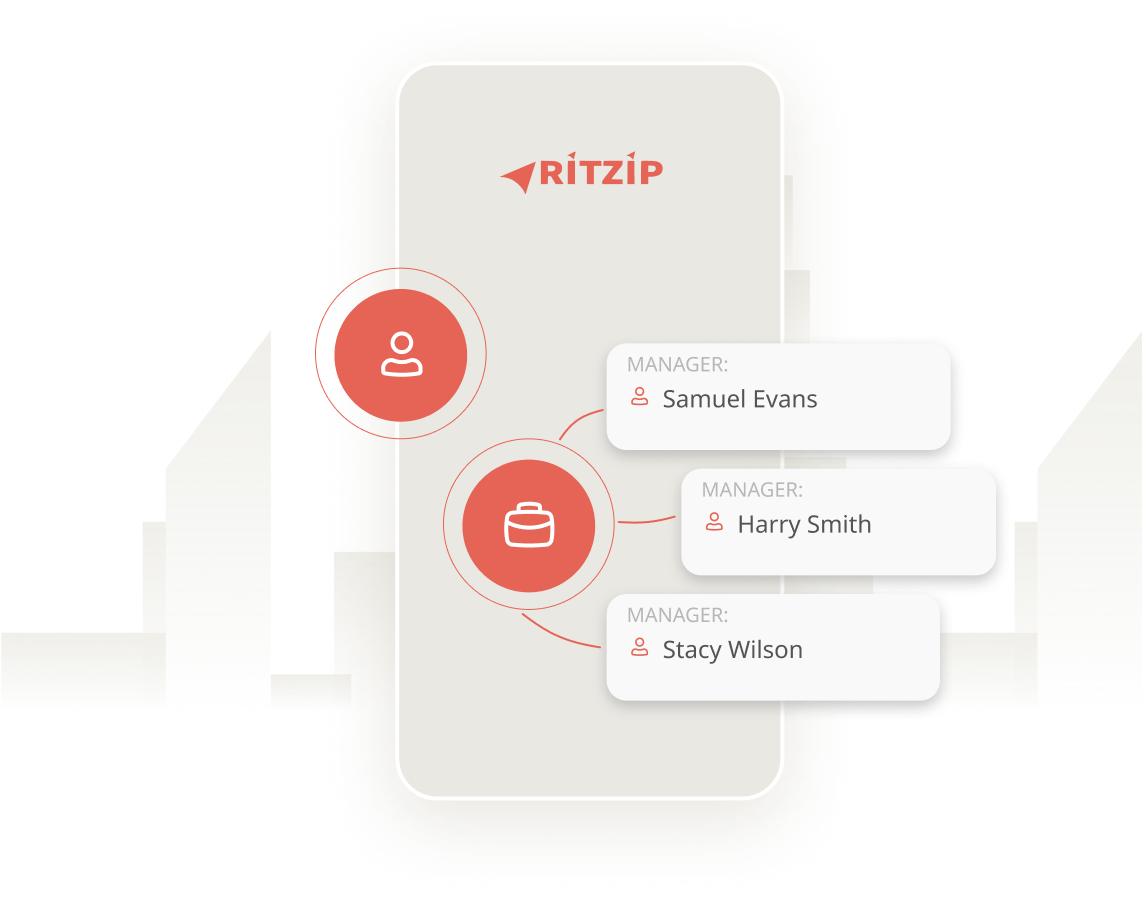 RITZIP
MANAGER:
Samuel Evans
MANAGER:
Harry Smith
MANAGER:
Stacy Wilson